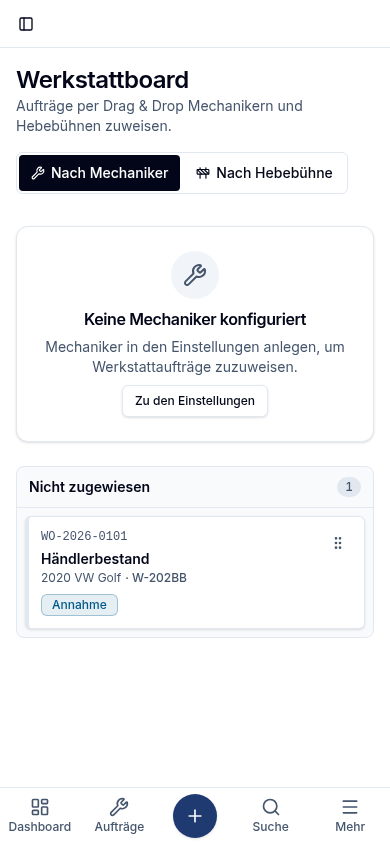 Werkstattboard
Aufträge per Drag & Drop Mechanikern und
Hebebühnen zuweisen.
Nach Mechaniker
Nach Hebebühne
Keine Mechaniker konfiguriert
Mechaniker in den Einstellungen anlegen, um
Werkstattaufträge zuzuweisen.
Zu den Einstellungen
Nicht zugewiesen
1
WO-2026-0101
Händlerbestand
2020 VW Golf · W-202BB
Annahme
Dashboard
Aufträge
Suche
Mehr